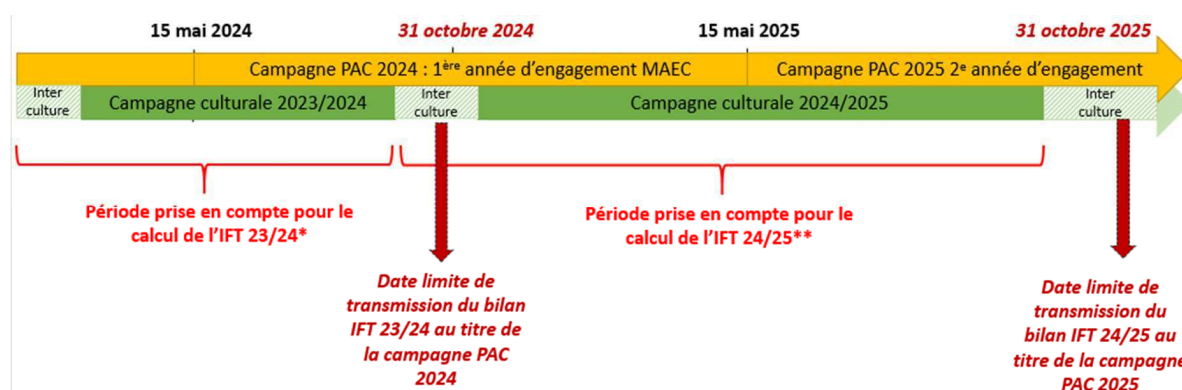 15 mai 2024
31 octobre 2024
15 mai 2025
31 octobre 2025
Campagne PAC 2024 : 1ère année d’engagement MAEC
Campagne PAC 2025 2e année d’engagement
Inter
culture
Campagne culturale 2023/2024
Inter
culture
Campagne culturale 2024/2025
Inter
culture
Période prise en compte pour le
calcul de l’IFT 23/24*
Période prise en compte pour le
calcul de l’IFT 24/25**
Date limite de
transmission du bilan
IFT 23/24 au titre de
la campagne PAC
2024
Date limite de
transmission du
bilan IFT 24/25 au
titre de la campagne
PAC 2025